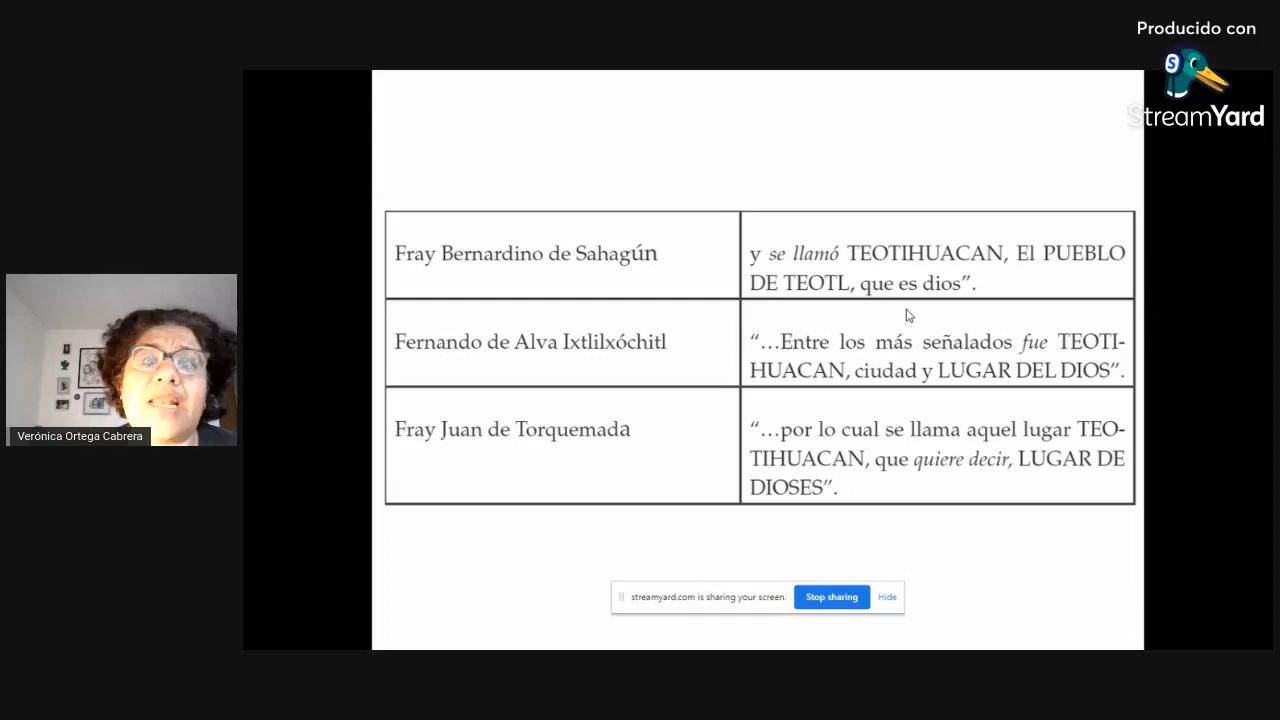 Producido con
StreamYard
Fray Bernardino de Sahagún
y se llamó TEOTIHUACAN, El PUEBLO
DE TEOTL, que es dios”.
Fernando de Alva Ixtlilxóchitl
“…Entre los más señalados fue TEOTI-
HUACAN, ciudad y LUGAR DEL DIOS”.
Fray Juan de Torquemada
“…por lo cual se llama aquel lugar TEO-
TIHUACAN, que quiere decir, LUGAR DE
DIOSES”.
Verónica Ortega Cabrera
streamyard.com is sharing your screen. Stop sharing Hide